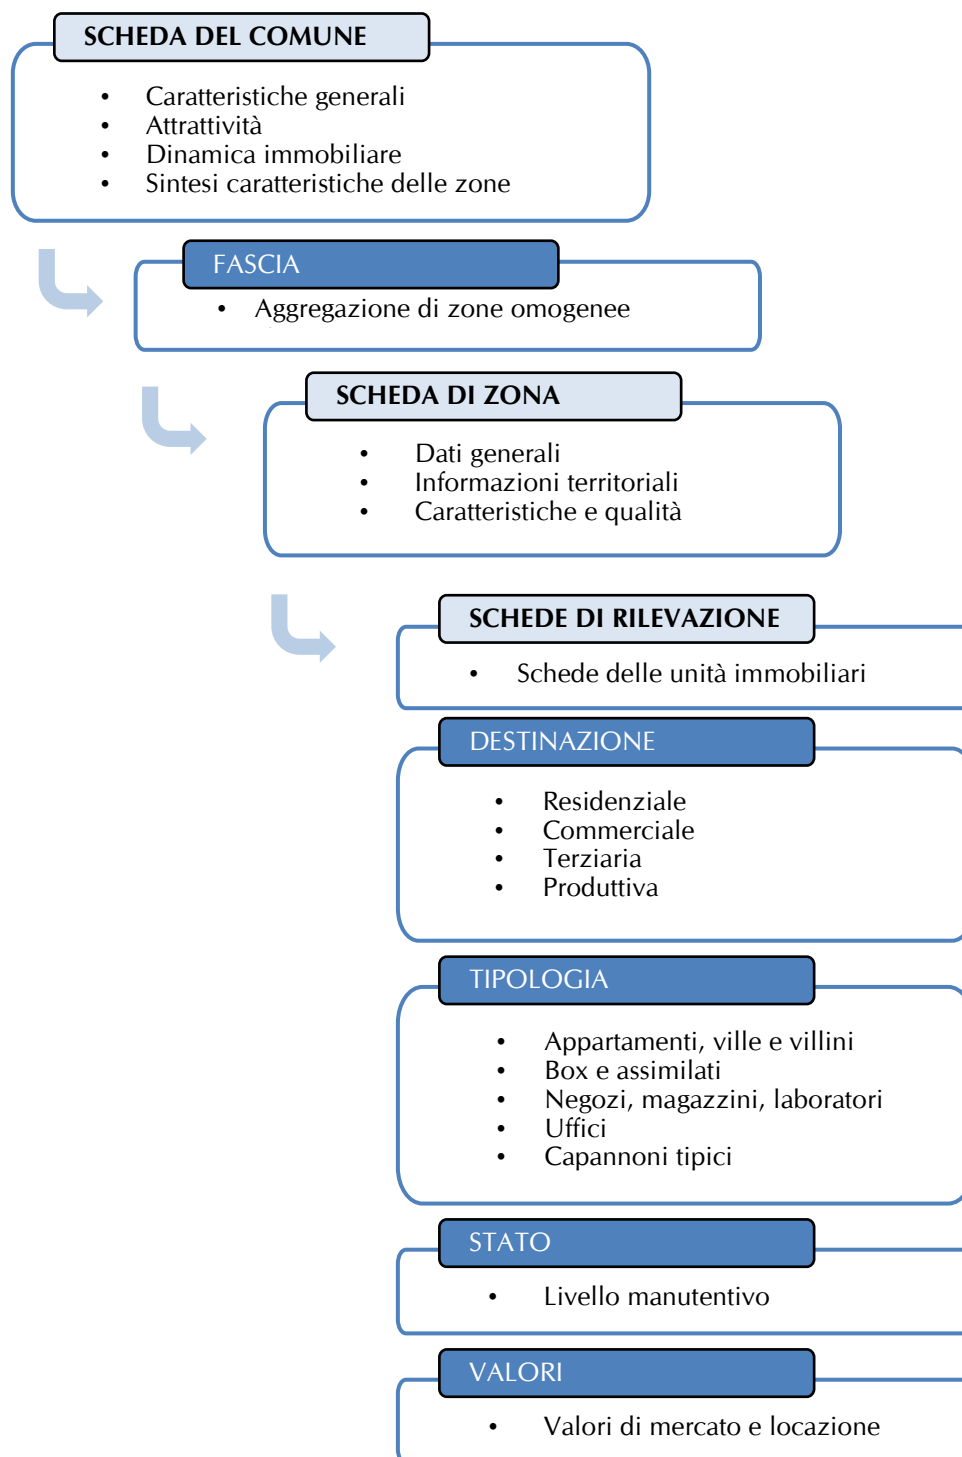 SCHEDA DEL COMUNE
• Caratteristiche generali
• Attrattività
• Dinamica immobiliare
• Sintesi caratteristiche delle zone
FASCIA
• Aggregazione di zone omogenee
SCHEDA DI ZONA
• Dati generali
• Informazioni territoriali
• Caratteristiche e qualità
SCHEDE DI RILEVAZIONE
• Schede delle unità immobiliari
DESTINAZIONE
• Residenziale
• Commerciale
• Terziaria
• Produttiva
TIPOLOGIA
• Appartamenti, ville e villini
• Box e assimilati
• Negozi, magazzini, laboratori
• Uffici
• Capannoni tipici
STATO
• Livello manutentivo
VALORI
• Valori di mercato e locazione